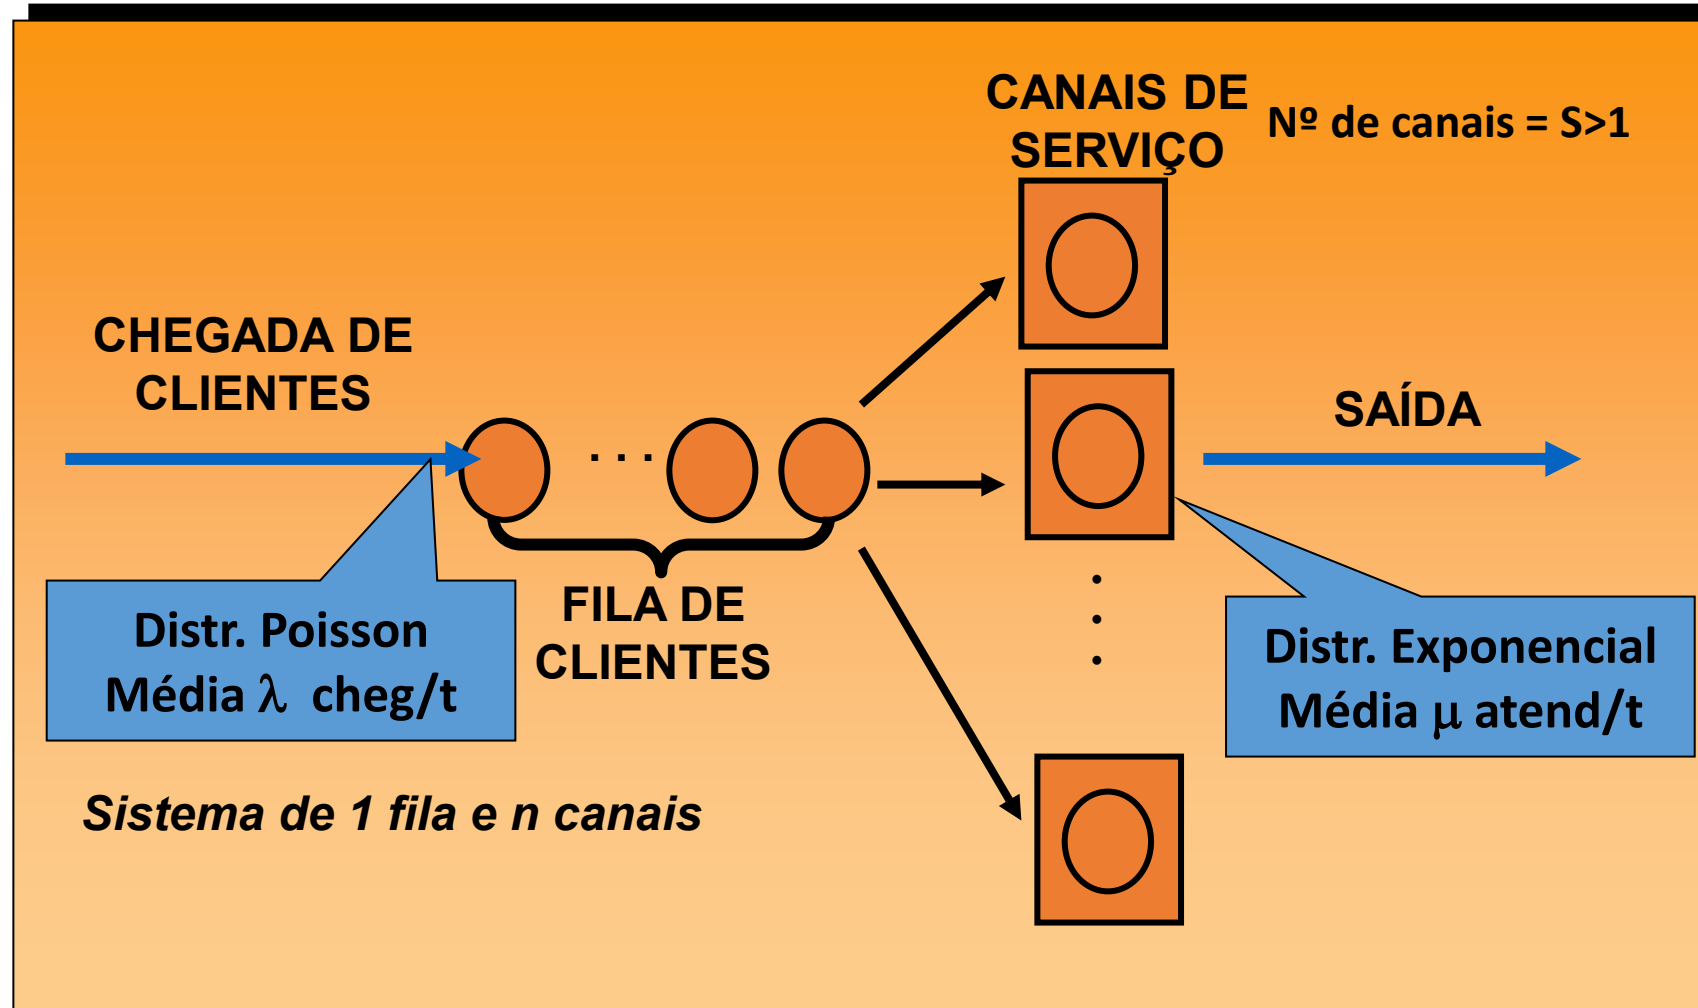 CANAIS DE
SERVIÇO
Nº de canais = S>1
CHEGADA DE
CLIENTES
SAÍDA
. . .
FILA DE
CLIENTES
Distr. Poisson
Média λ cheg/t
Distr. Exponencial
Média μ atend/t
Sistema de 1 fila e n canais